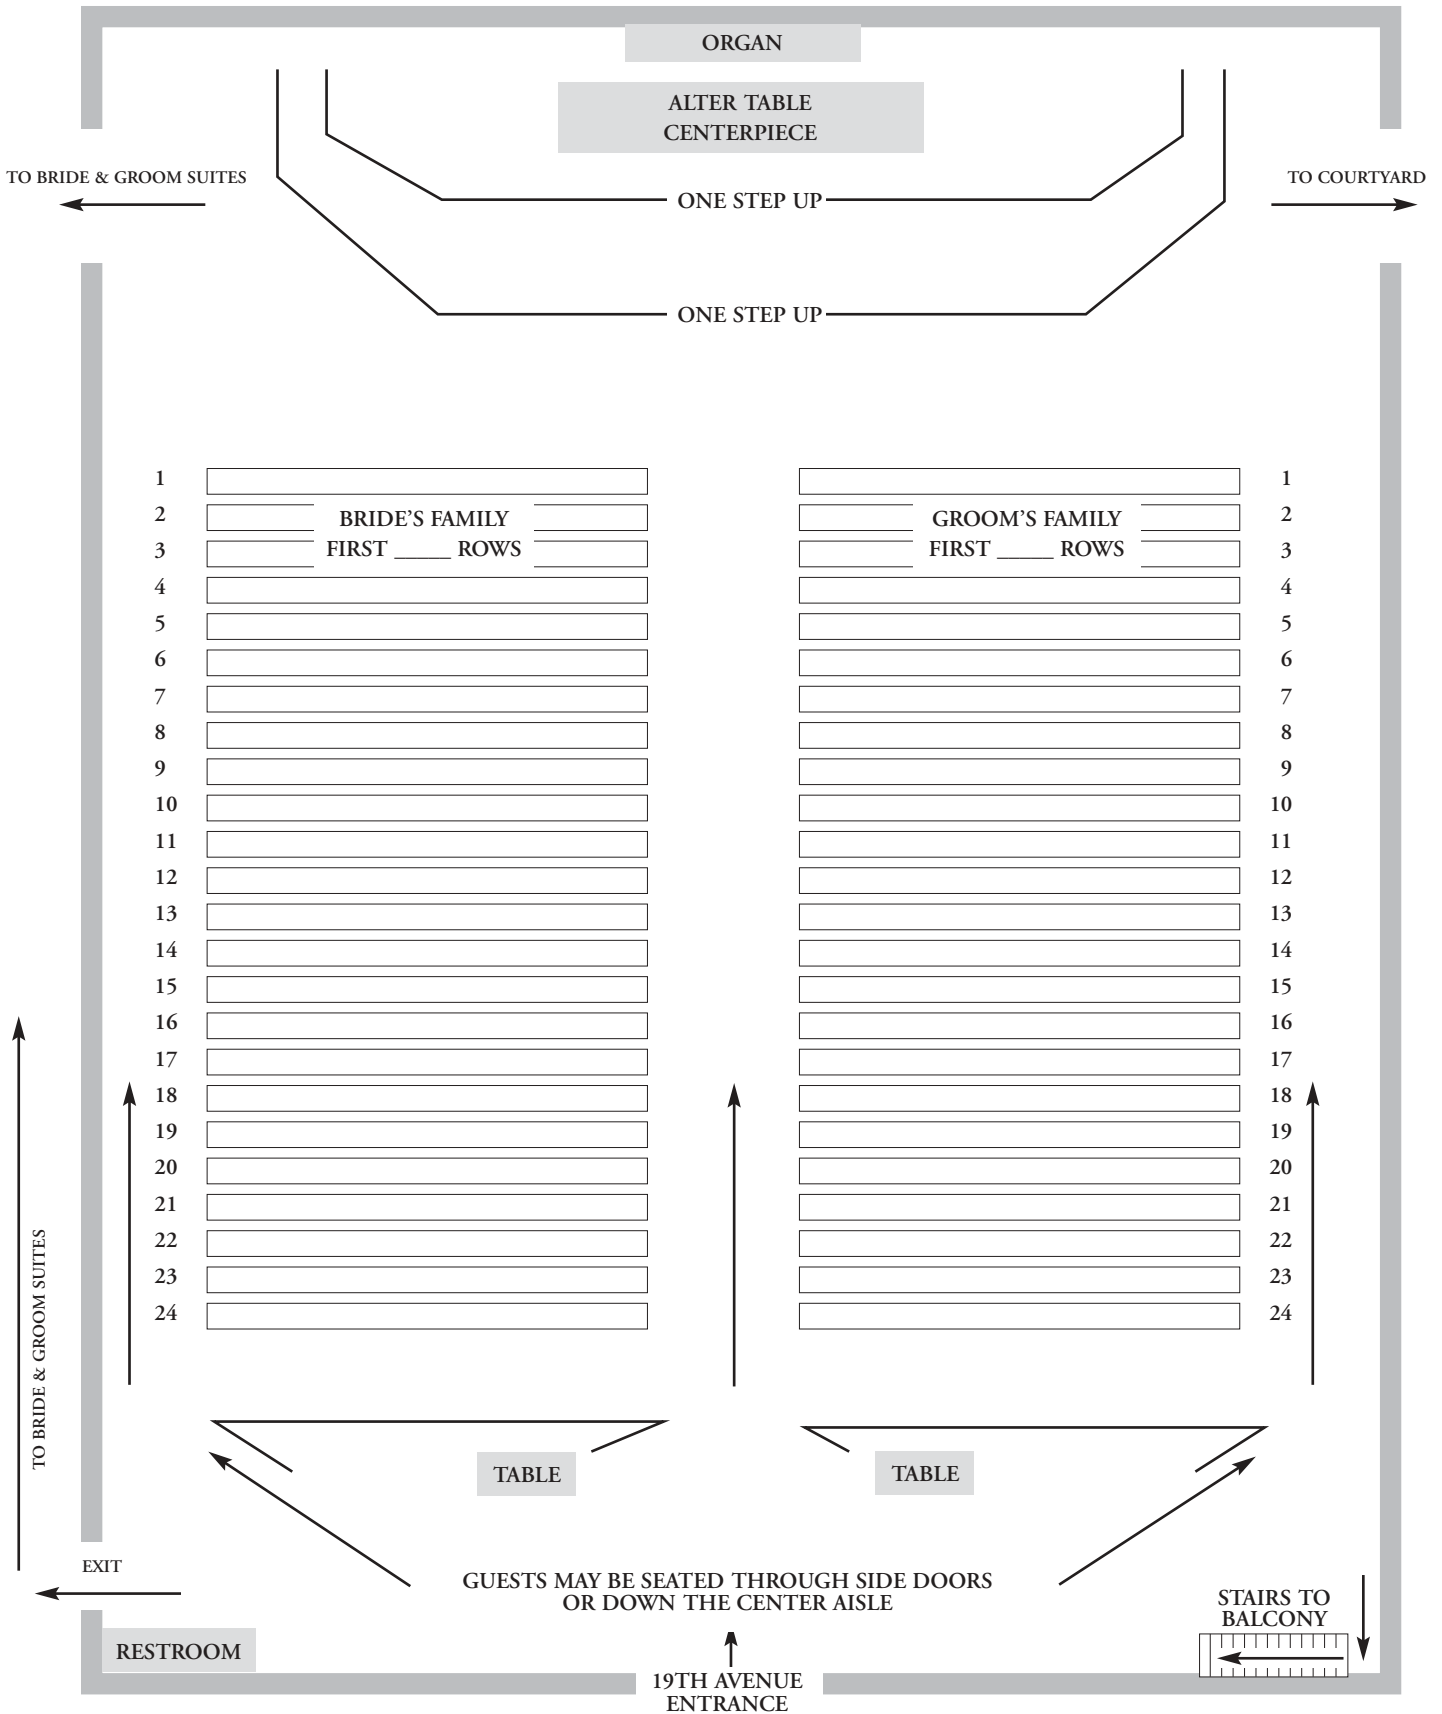 ORGAN
ALTER TABLE
CENTERPIECE
TO BRIDE & GROOM SUITES
TO COURTYARD
ONE STEP UP
ONE STEP UP
1 1
2 BRIDE'S FAMILY GROOM'S FAMILY 2
3 FIRST _____ ROWS FIRST _____ ROWS 3
4 4
5 5
6 6
7 7
8 8
9 9
10 10
11 11
12 12
13 13
14 14
15 15
16 16
17 17
18 18
19 19
20 20
21 21
22 22
23 23
24 24
TO BRIDE & GROOM SUITES
TABLE TABLE
EXIT
GUESTS MAY BE SEATED THROUGH SIDE DOORS
OR DOWN THE CENTER AISLE
STAIRS TO
BALCONY
RESTROOM
19TH AVENUE
ENTRANCE